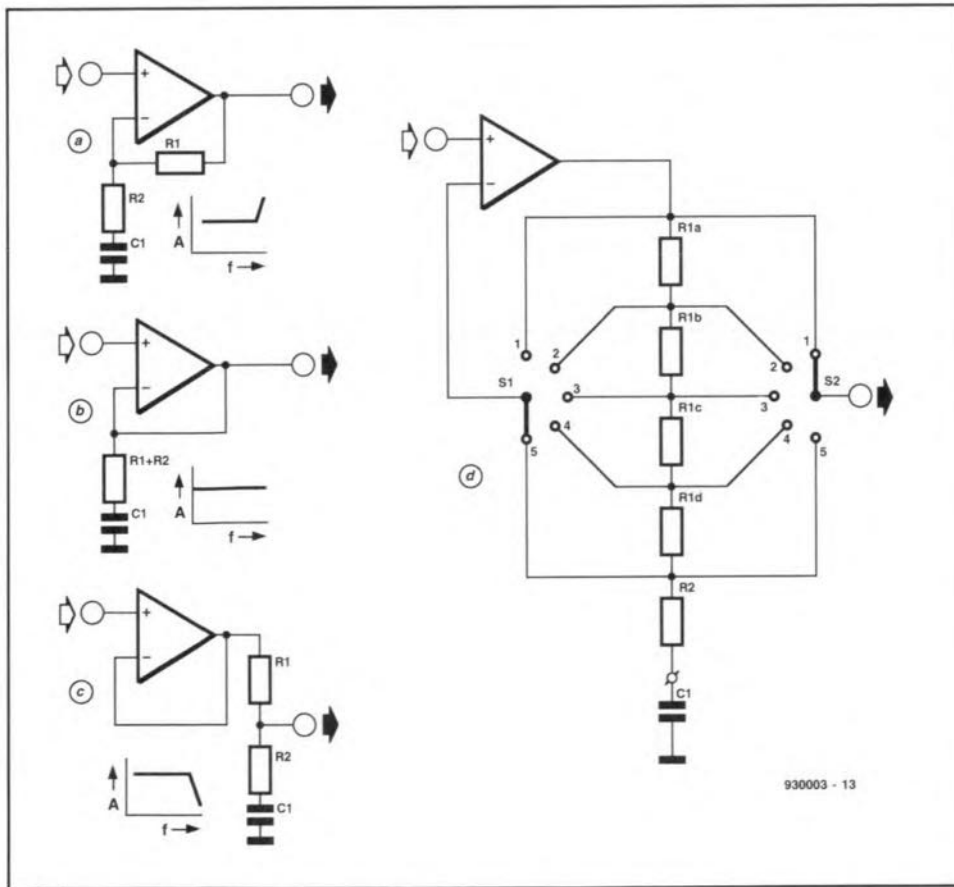 +
−
R1
a
R2
C1
A
f
+
−
b
R1+R2
C1
A
f
+
−
R1
c
R2
A
f
C1
+
−
R1a
R1b
1
2
S1
3
R1c
4
5
1
2
S2
3
4
5
d
R1d
R2
C1
930003 - 13